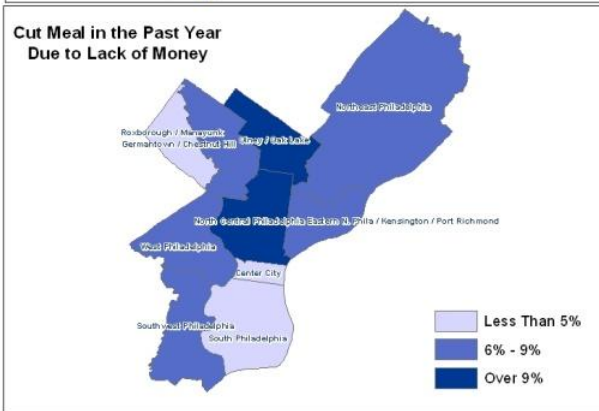 Cut Meal in the Past Year
Due to Lack of Money
Northeast Philadelphia
Roxborough / Manayunk
Germantown / Chestnut Hill
Olney / Oak Lane
North Central Philadelphia
Eastern N. Phila / Kensington / Port Richmond
West Philadelphia
Center City
Southwest Philadelphia
South Philadelphia
Less Than 5%
6% - 9%
Over 9%